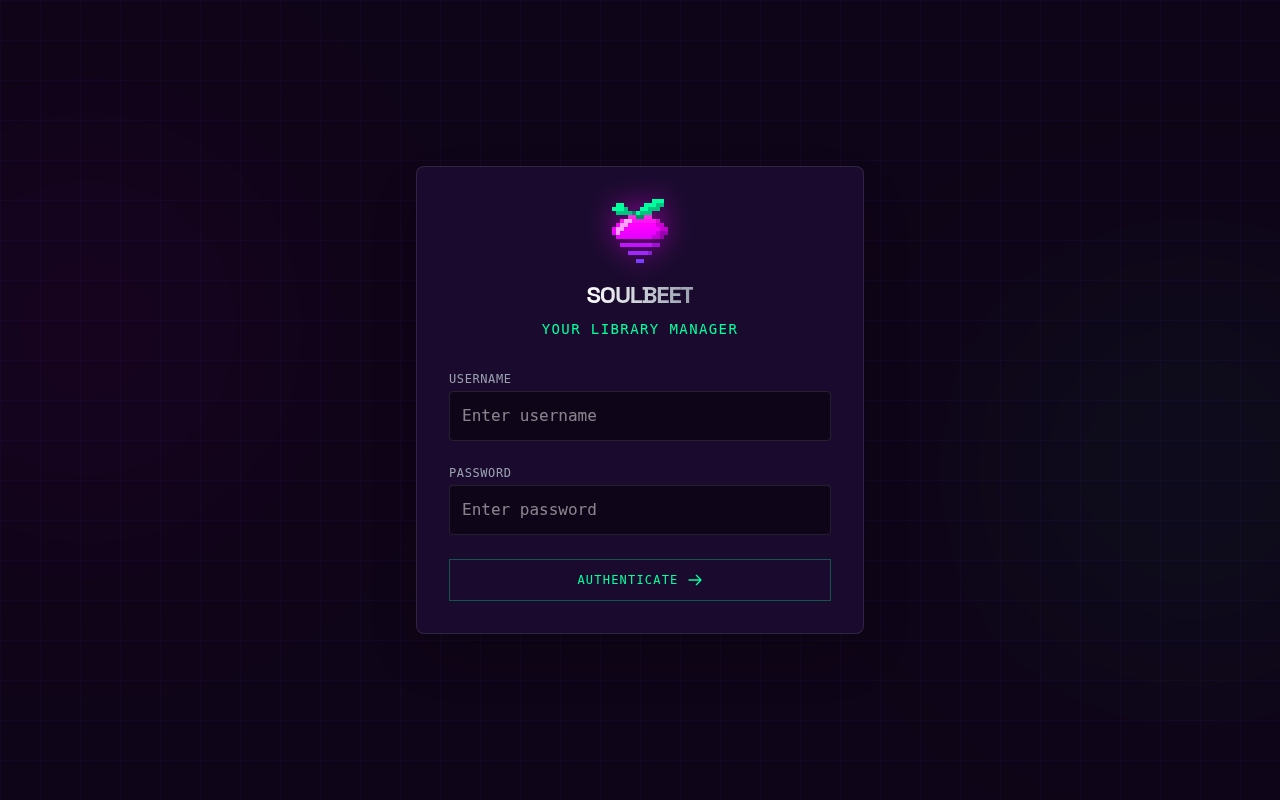 SOULBEET
YOUR LIBRARY MANAGER
USERNAME
Enter username
PASSWORD
Enter password
AUTHENTICATE →